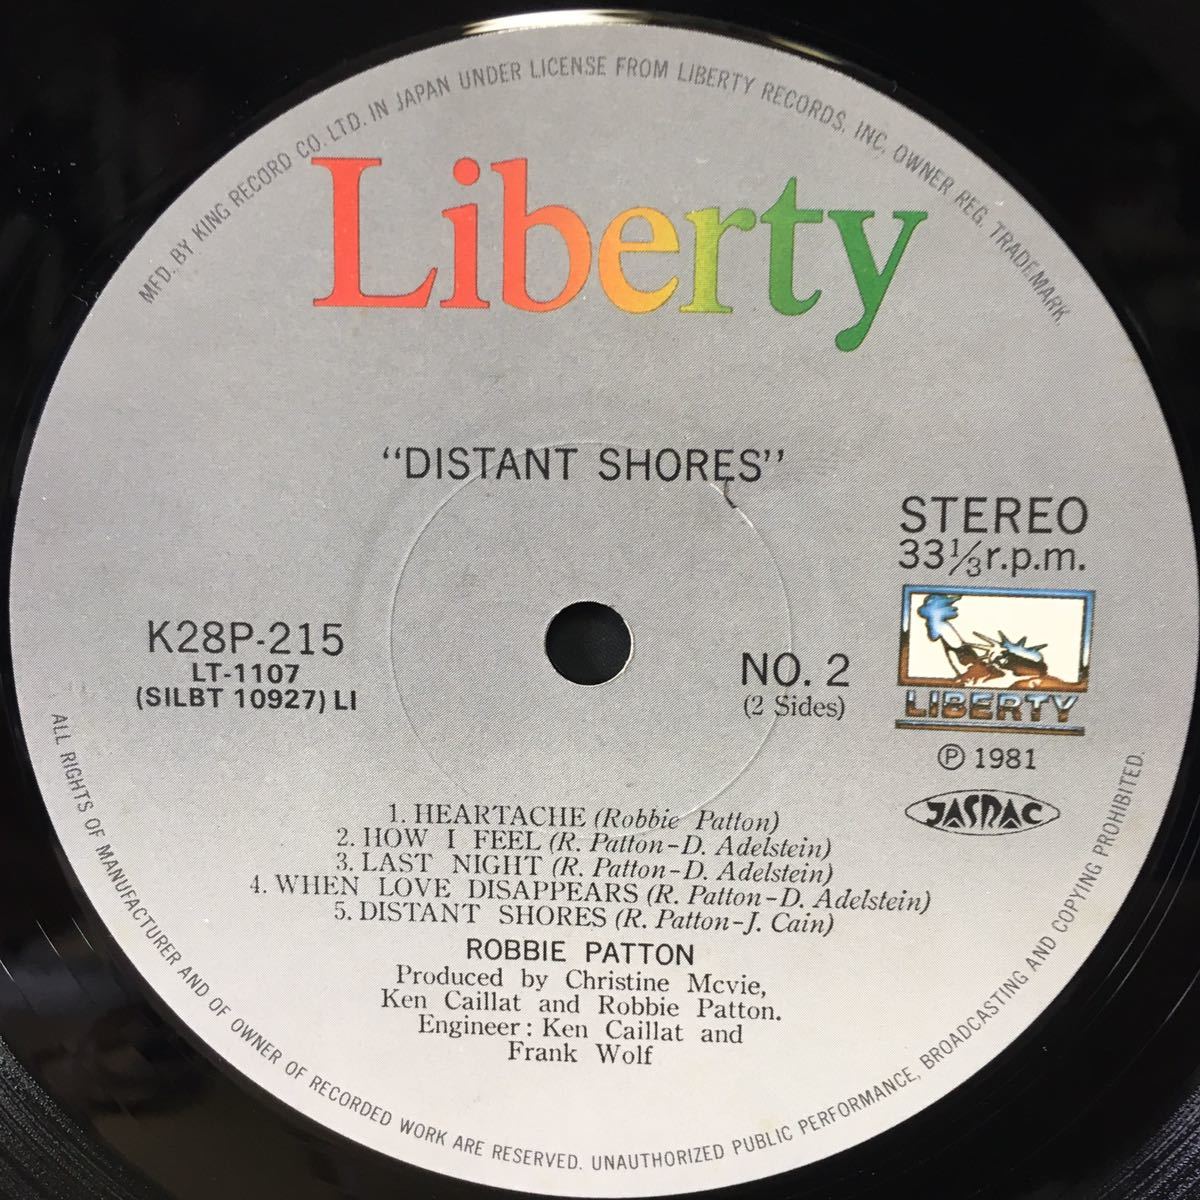 MFD. BY KING RECORD CO. LTD. IN JAPAN UNDER LICENSE FROM LIBERTY RECORDS, INC. OWNER REG. TRADEMARK.
Liberty
“DISTANT SHORES”
STEREO
33⅓r.p.m.
K28P-215
LT-1107
(SILBT 10927) LI
NO. 2
(2 Sides)
LIBERTY
Ⓟ 1981
JASRAC
1. HEARTACHE (Robbie Patton)
2. HOW I FEEL (R. Patton-D. Adelstein)
3. LAST NIGHT (R. Patton-D. Adelstein)
4. WHEN LOVE DISAPPEARS (R. Patton-D. Adelstein)
5. DISTANT SHORES (R. Patton-J. Cain)
ROBBIE PATTON
Produced by Christine Mcvie,
Ken Caillat and Robbie Patton.
Engineer: Ken Caillat and
Frank Wolf
ALL RIGHTS OF MANUFACTURER AND OF OWNER OF RECORDED WORK ARE RESERVED. UNAUTHORIZED PUBLIC PERFORMANCE, BROADCASTING AND COPYING PROHIBITED.